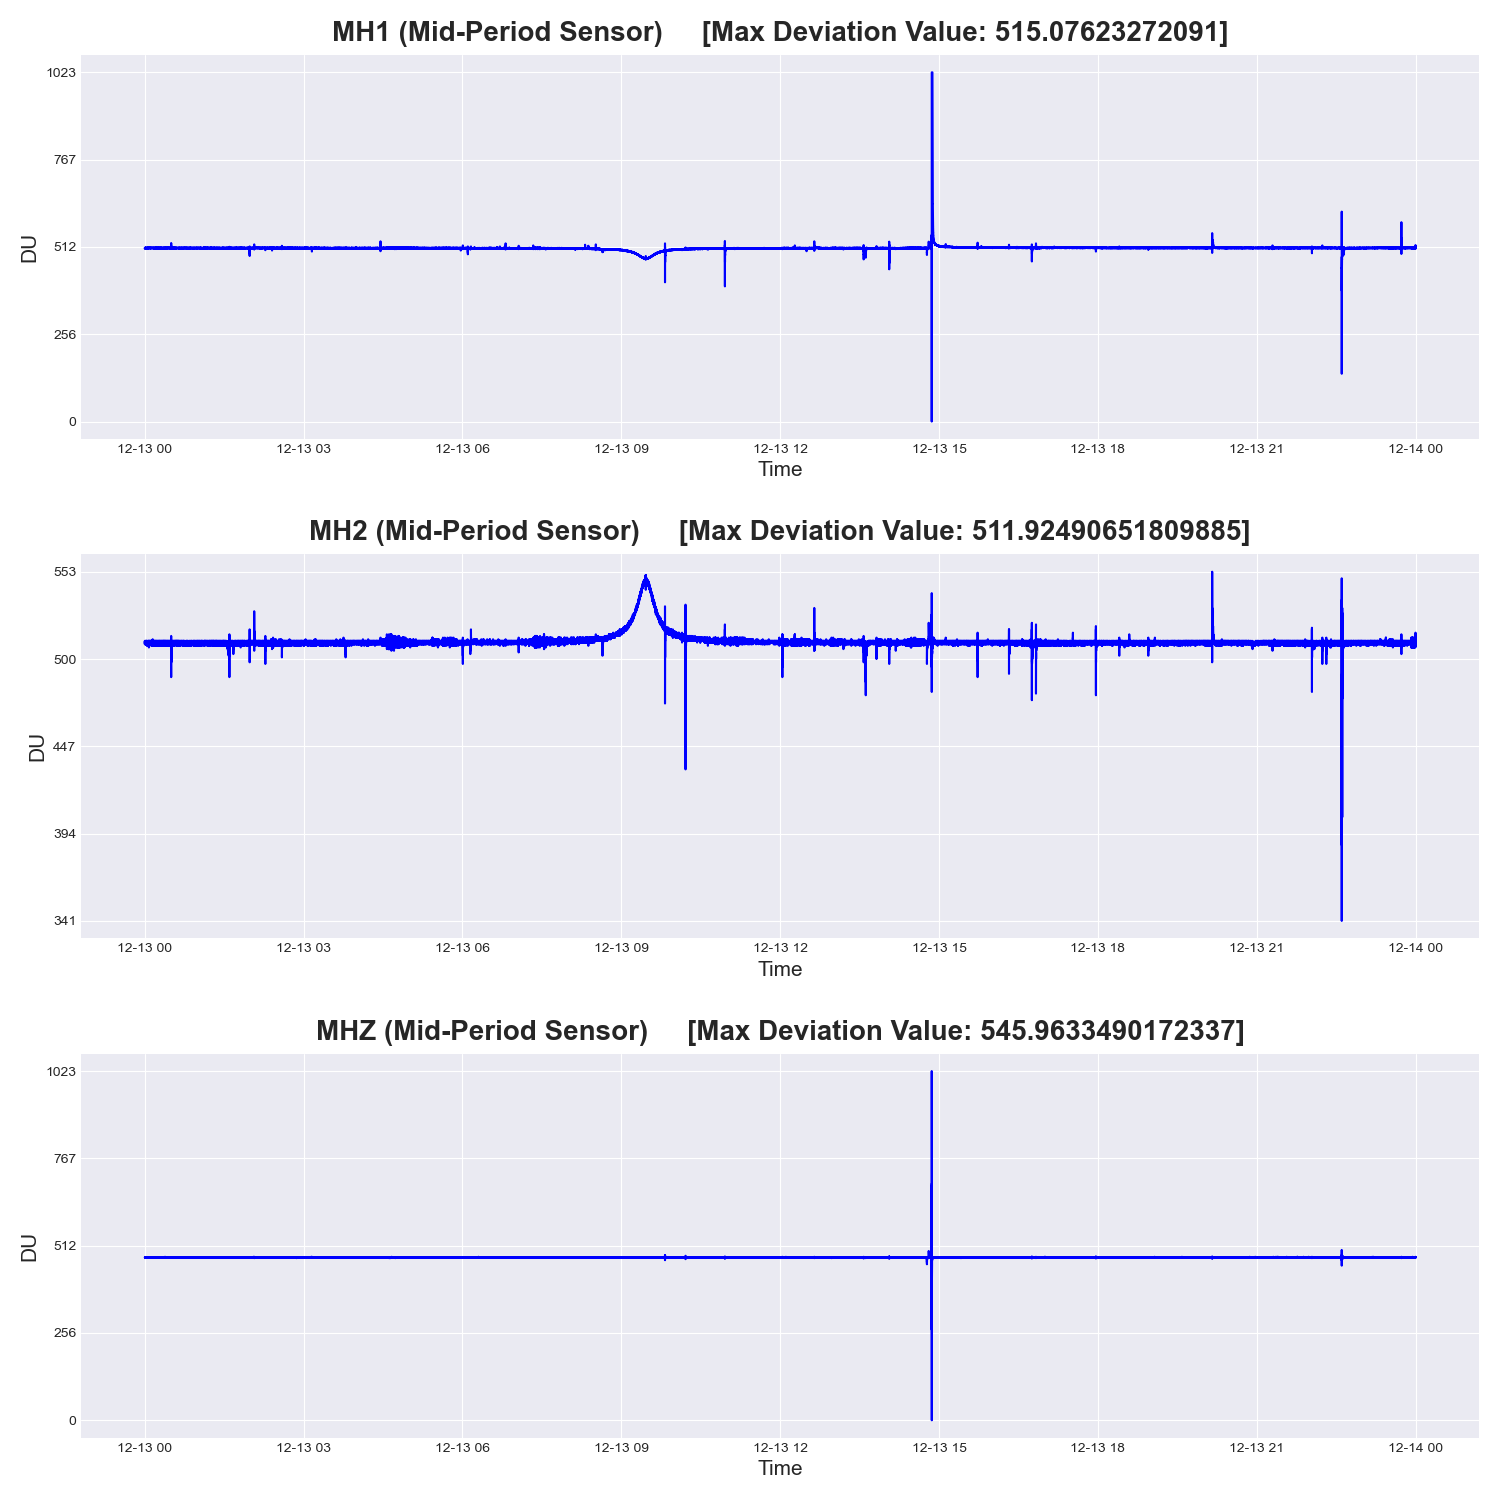 MH1 (Mid-Period Sensor) [Max Deviation Value: 515.07623272091]
DU
1023
767
512
256
0
12-13 00 12-13 03 12-13 06 12-13 09 12-13 12 12-13 15 12-13 18 12-13 21 12-14 00
Time
MH2 (Mid-Period Sensor) [Max Deviation Value: 511.92490651809885]
DU
553
500
447
394
341
12-13 00 12-13 03 12-13 06 12-13 09 12-13 12 12-13 15 12-13 18 12-13 21 12-14 00
Time
MHZ (Mid-Period Sensor) [Max Deviation Value: 545.9633490172337]
DU
1023
767
512
256
0
12-13 00 12-13 03 12-13 06 12-13 09 12-13 12 12-13 15 12-13 18 12-13 21 12-14 00
Time